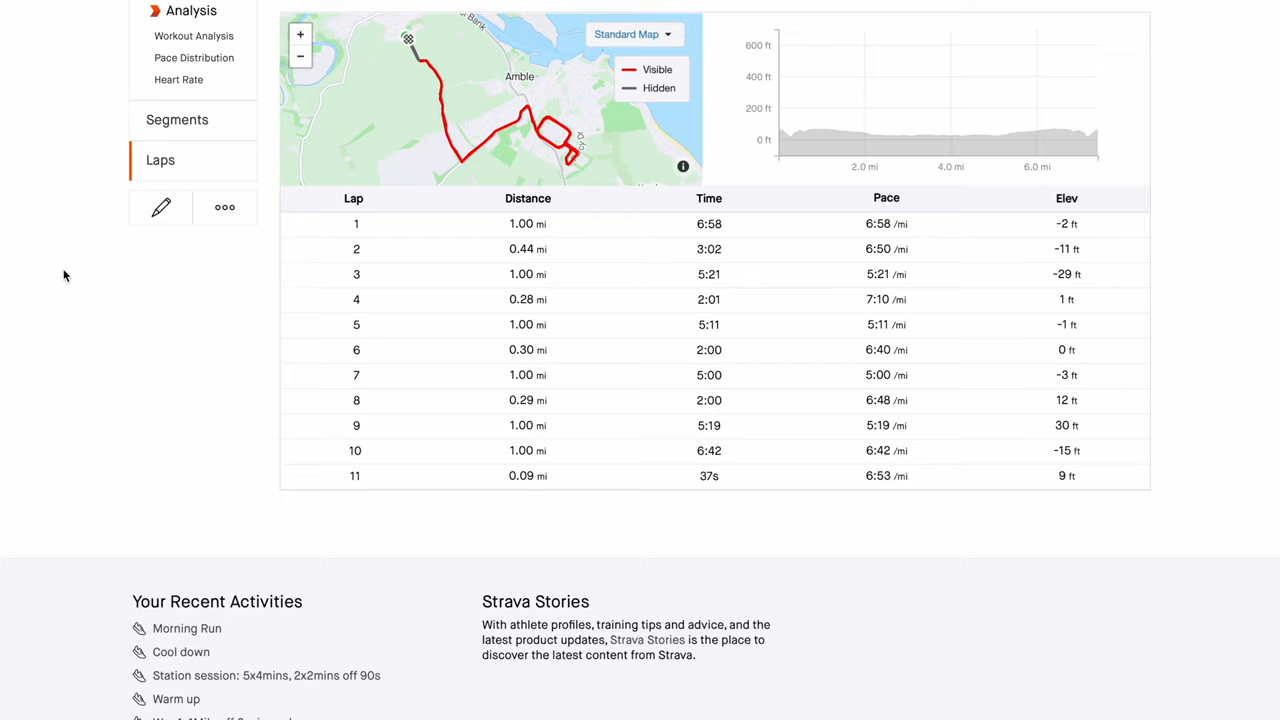 Analysis
Workout Analysis
Pace Distribution
Heart Rate
Segments
Laps
+
−
Bank
Amble
Standard Map
Visible
Hidden
600 ft
400 ft
200 ft
0 ft
2.0 mi 4.0 mi 6.0 mi
Lap Distance Time Pace Elev
1 1.00 mi 6:58 6:58 /mi -2 ft
2 0.44 mi 3:02 6:50 /mi -11 ft
3 1.00 mi 5:21 5:21 /mi -29 ft
4 0.28 mi 2:01 7:10 /mi 1 ft
5 1.00 mi 5:11 5:11 /mi -1 ft
6 0.30 mi 2:00 6:40 /mi 0 ft
7 1.00 mi 5:00 5:00 /mi -3 ft
8 0.29 mi 2:00 6:48 /mi 12 ft
9 1.00 mi 5:19 5:19 /mi 30 ft
10 1.00 mi 6:42 6:42 /mi -15 ft
11 0.09 mi 37s 6:53 /mi 9 ft
Your Recent Activities
Morning Run
Cool down
Station session: 5x4mins, 2x2mins off 90s
Warm up
Strava Stories
With athlete profiles, training tips and advice, and the
latest product updates, Strava Stories is the place to
discover the latest content from Strava.